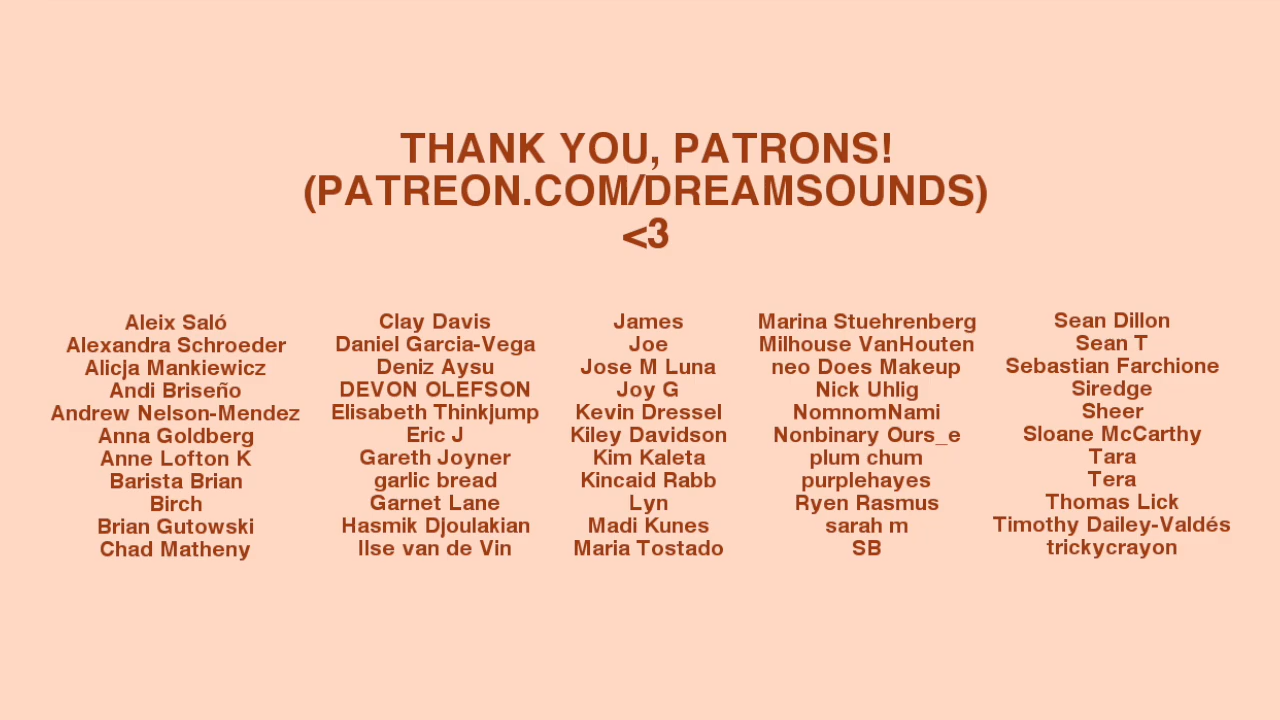 THANK YOU, PATRONS!
(PATREON.COM/DREAMSOUNDS)
<3
Aleix Saló
Alexandra Schroeder
Alicja Mankiewicz
Andi Briseño
Andrew Nelson-Mendez
Anna Goldberg
Anne Lofton K
Barista Brian
Birch
Brian Gutowski
Chad Matheny
Clay Davis
Daniel Garcia-Vega
Deniz Aysu
DEVON OLEFSON
Elisabeth Thinkjump
Eric J
Gareth Joyner
garlic bread
Garnet Lane
Hasmik Djoulakian
Ilse van de Vin
James
Joe
Jose M Luna
Joy G
Kevin Dressel
Kiley Davidson
Kim Kaleta
Kincaid Rabb
Lyn
Madi Kunes
Maria Tostado
Marina Stuehrenberg
Milhouse VanHouten
neo Does Makeup
Nick Uhlig
NomnomNami
Nonbinary Ours_e
plum chum
purplehayes
Ryen Rasmus
sarah m
SB
Sean Dillon
Sean T
Sebastian Farchione
Siredge
Sheer
Sloane McCarthy
Tara
Tera
Thomas Lick
Timothy Dailey-Valdés
trickycrayon